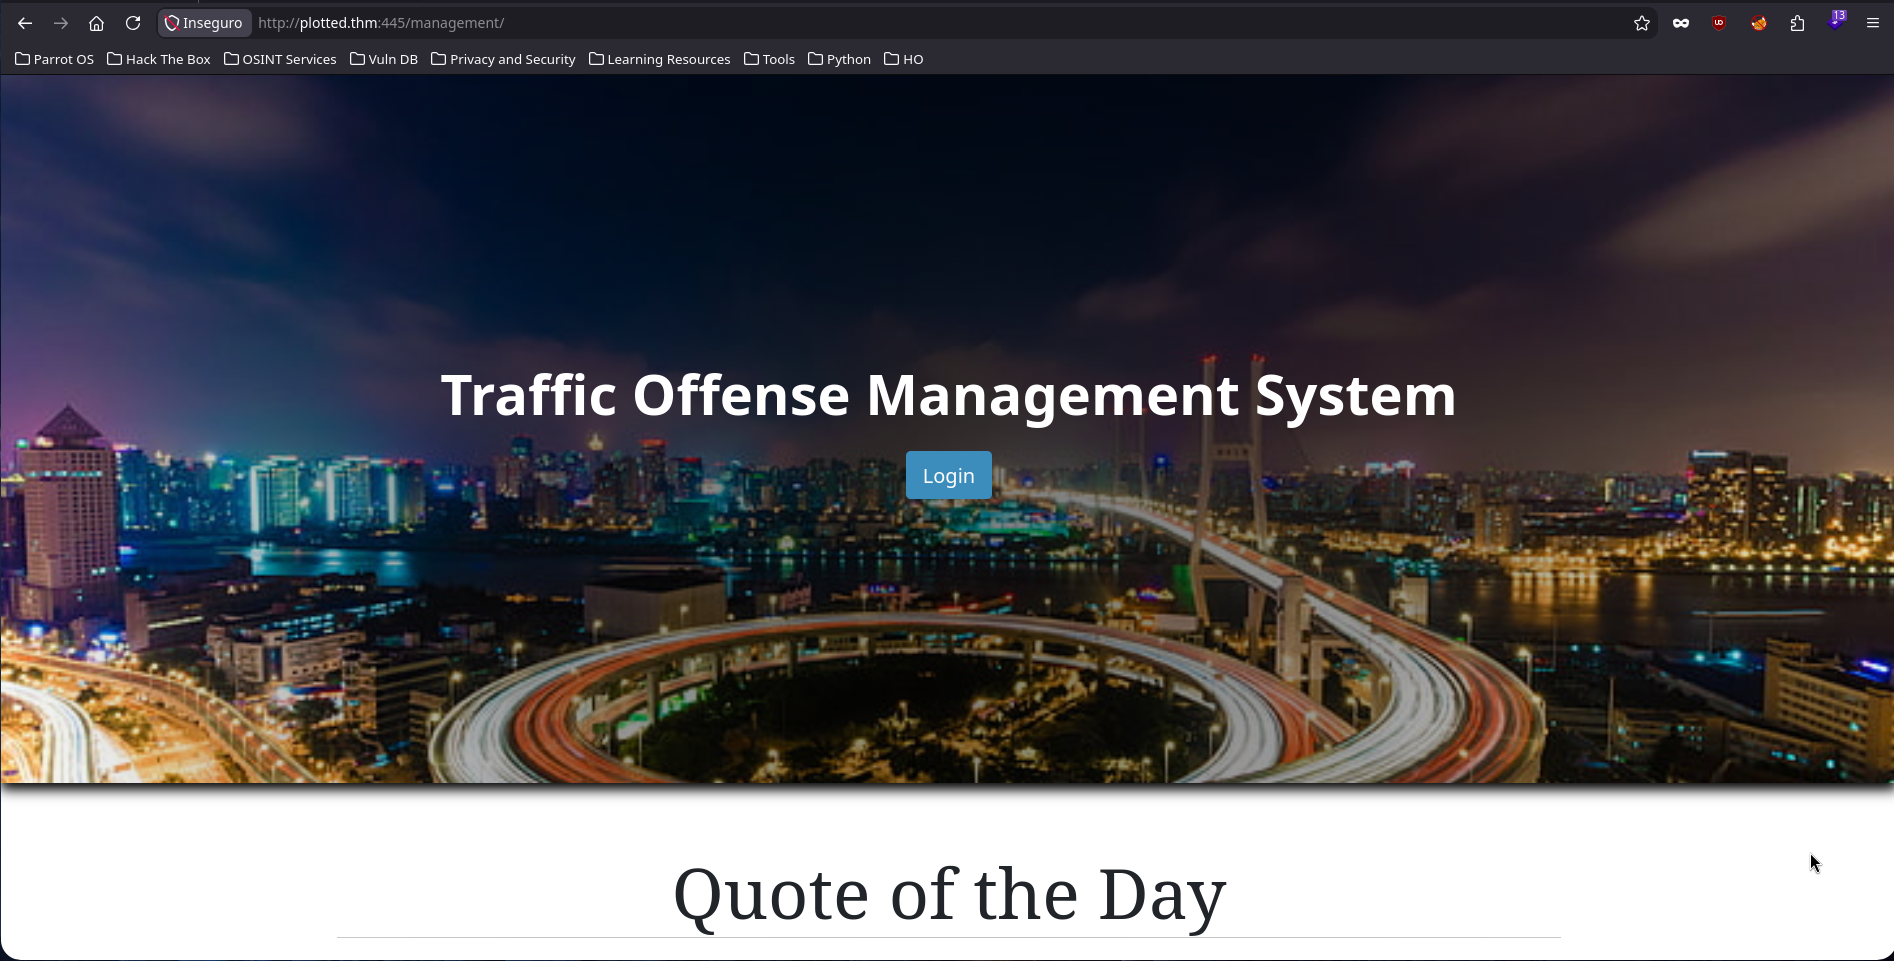 Inseguro http://plotted.thm:445/management/ 13
Parrot OS Hack The Box OSINT Services Vuln DB Privacy and Security Learning Resources Tools Python HO
Traffic Offense Management System
Login
Quote of the Day